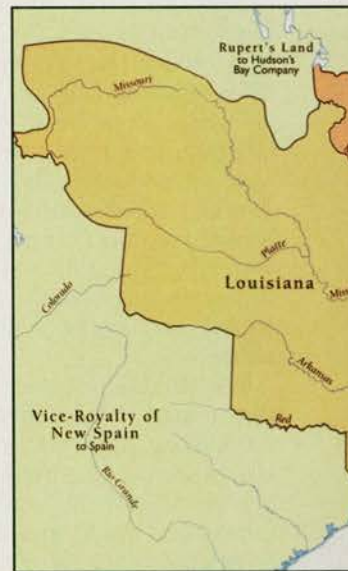 Rupert's Land
to Hudson's
Bay Company
Missouri
Platte
Louisiana
Colorado
Arkansas
Vice-Royalty of
New Spain
to Spain
Red
Rio Grande